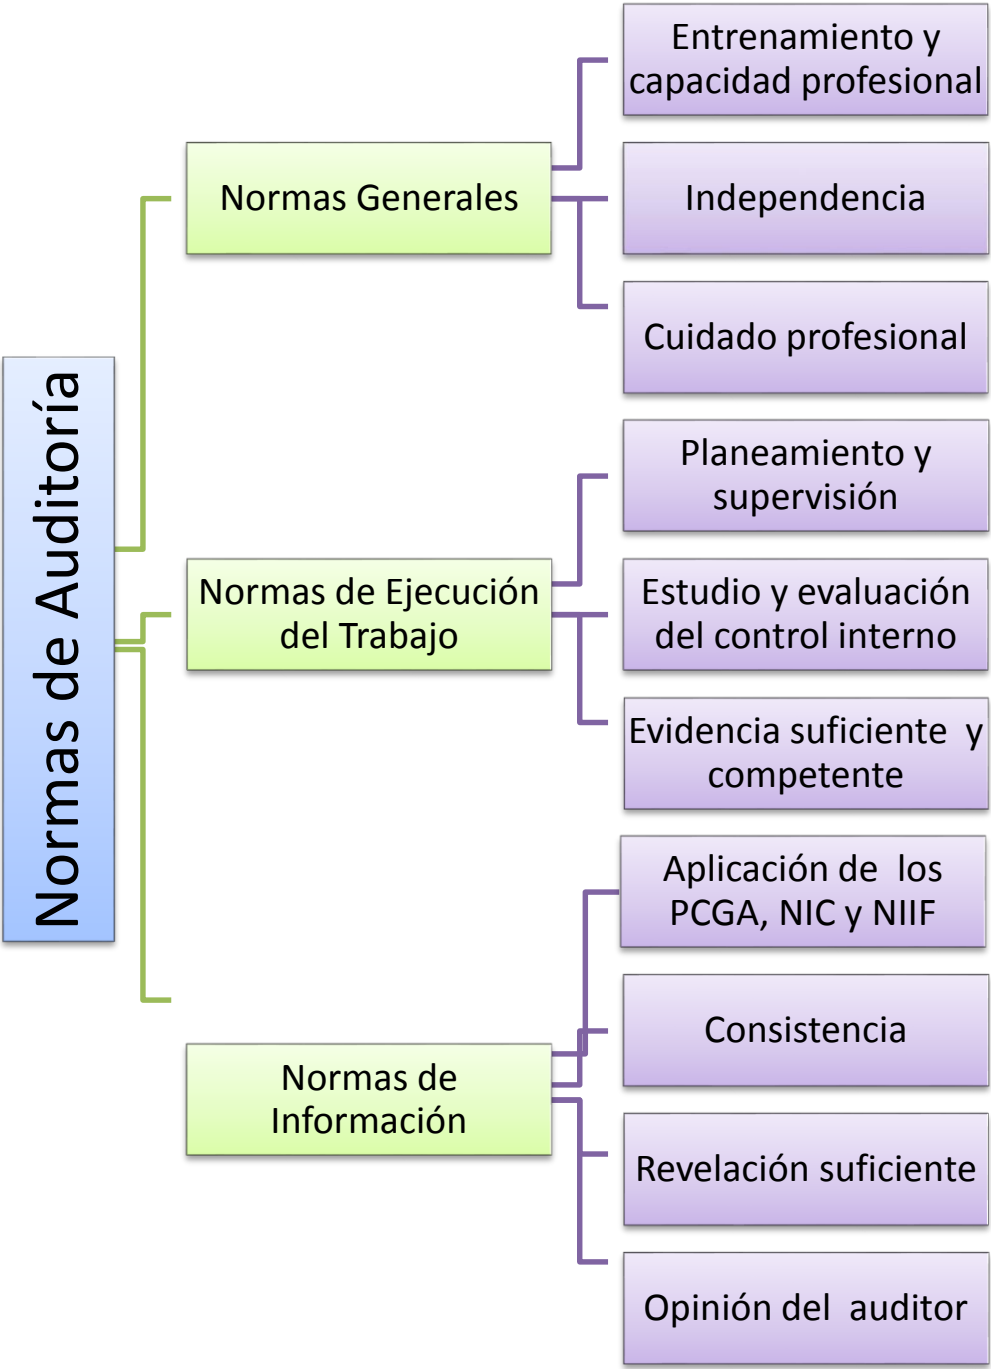 Normas de Auditoría
Normas Generales
Entrenamiento y
capacidad profesional
Independencia
Cuidado profesional
Normas de Ejecución
del Trabajo
Planeamiento y
supervisión
Estudio y evaluación
del control interno
Evidencia suficiente  y
competente
Normas de
Información
Aplicación de  los
PCGA, NIC y NIIF
Consistencia
Revelación suficiente
Opinión del  auditor